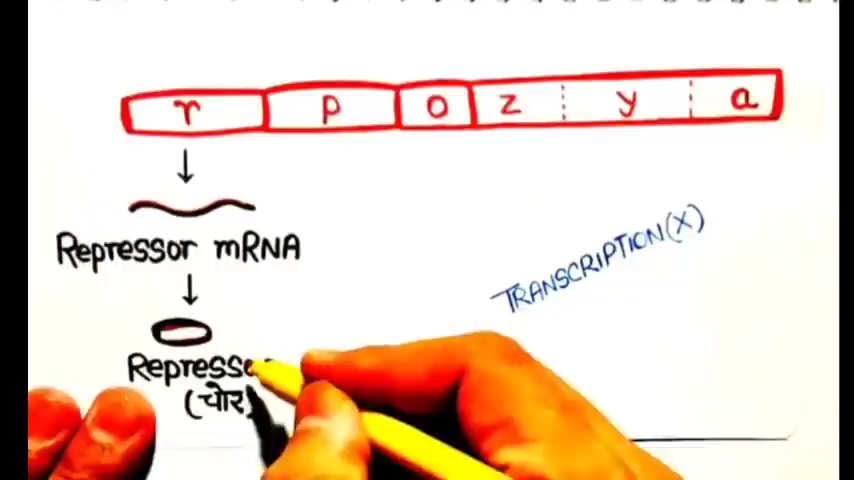 r p o z y a
Repressor mRNA
TRANSCRIPTION(X)
(चोर)